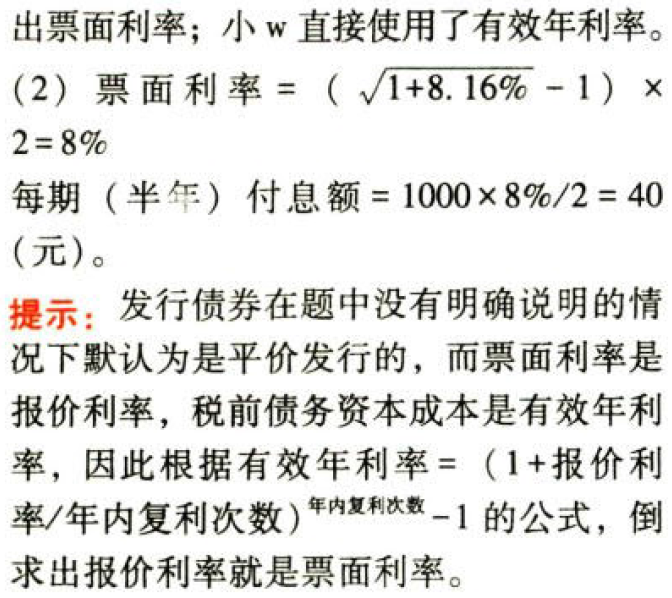 出票面利率；小 w 直接使用了有效年利率。
(2) 票面利率 = ( √1+8.16% - 1 ) ×
2 = 8%
每期（半年）付息额 = 1000 × 8%/2 = 40
(元)。
提示：发行债券在题中没有明确说明的情
况下默认为是平价发行的，而票面利率是
报价利率，税前债务资本成本是有效年利
率，因此根据有效年利率 = （1+报价利
率/年内复利次数）年内复利次数 -1 的公式，倒
求出报价利率就是票面利率。